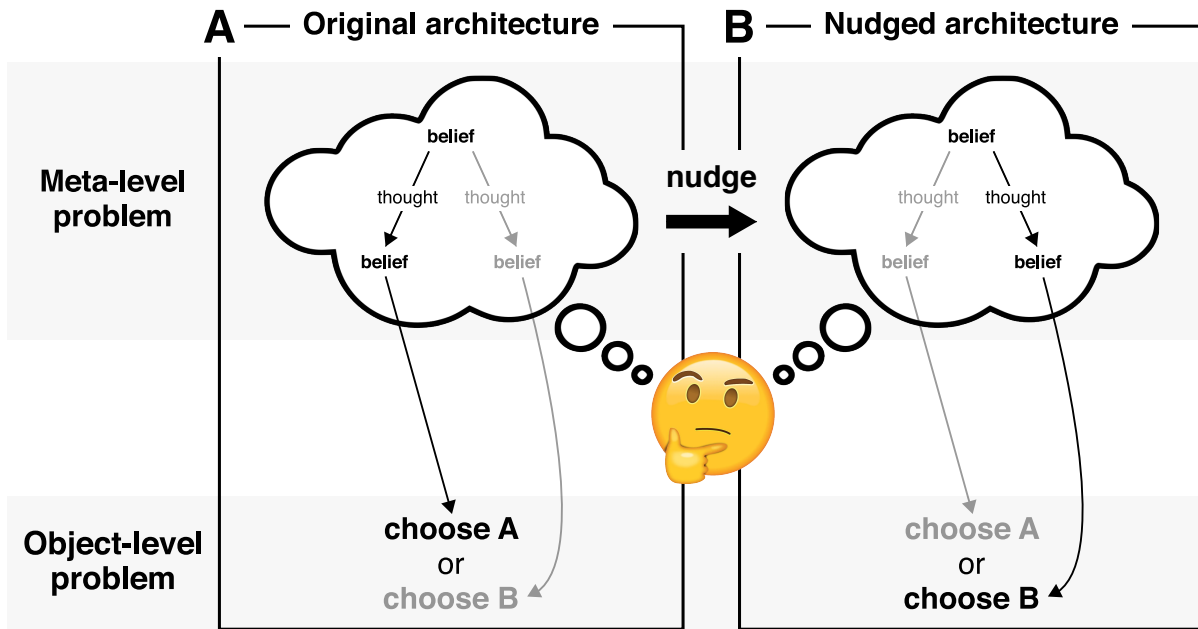 A Original architecture
B Nudged architecture
Meta-level
problem
belief
thought thought
belief belief
nudge
belief
thought thought
belief belief
Object-level
problem
choose A
or
choose B
choose A
or
choose B